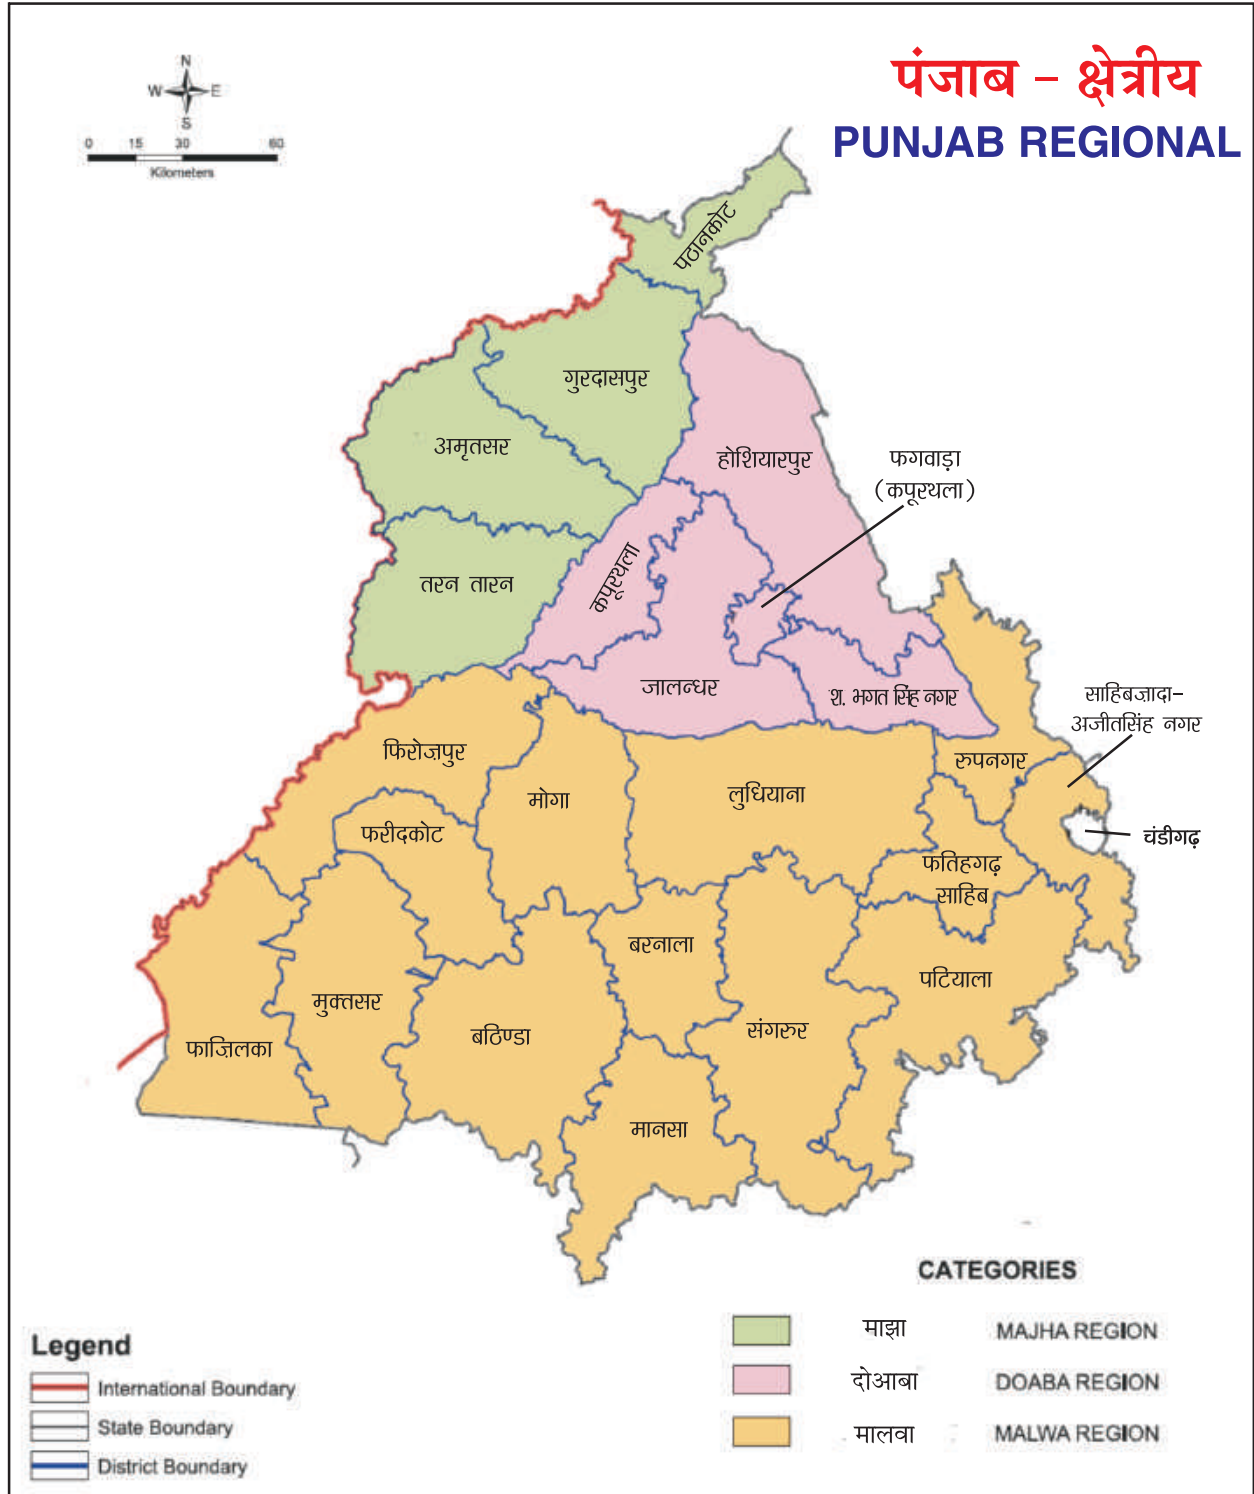 पंजाब – क्षेत्रीय
PUNJAB REGIONAL
N
W E
S
0 15 30 60
Kilometers
पठानकोट
गुरदासपुर
अमृतसर
होशियारपुर
फगवाड़ा
(कपूरथला)
कपूरथला
तरन तारन
जालन्धर
श. भगत सिंह नगर
साहिबज़ादा–
अजीतसिंह नगर
फिरोज़पुर
रुपनगर
मोगा
लुधियाना
फरीदकोट
चंडीगढ़
फतिहगढ़
साहिब
बरनाला
पटियाला
मुक्तसर
बठिण्डा
संगरुर
फाज़िलका
मानसा
CATEGORIES
माझा MAJHA REGION
दोआबा DOABA REGION
मालवा MALWA REGION
Legend
International Boundary
State Boundary
District Boundary